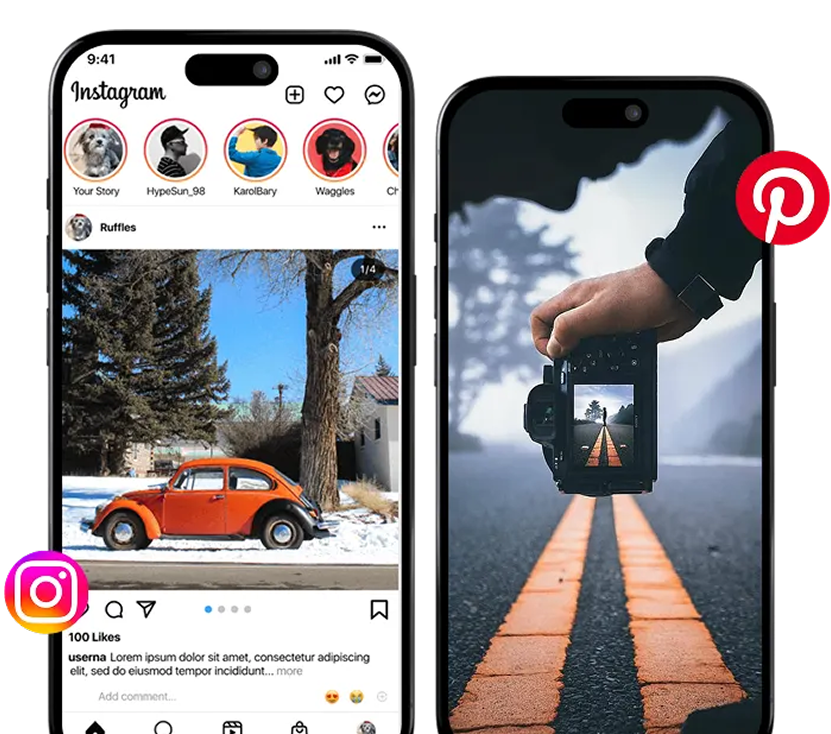 9:41
Instagram
Your Story
HypeSun_98
KarolBary
Waggles
Ch
Ruffles
1/4
100 Likes
userna Lorem ipsum dolor sit amet, consectetur adipiscing
elit, sed do eiusmod tempor incididunt... more
Add comment...